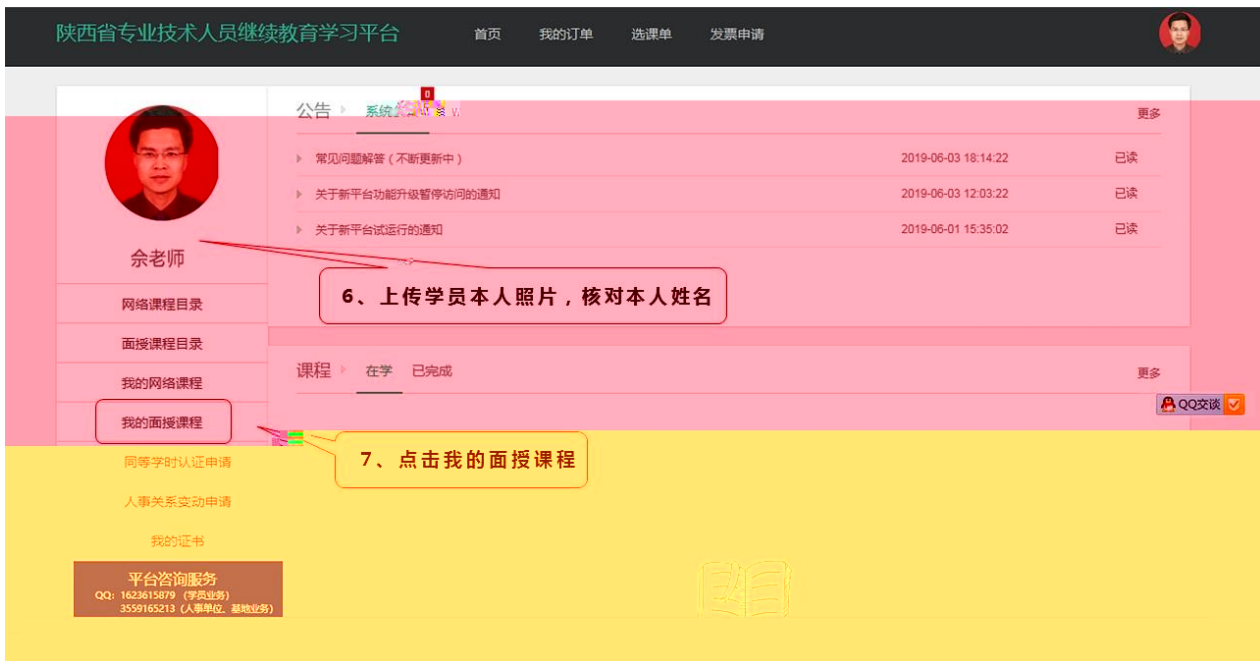 陕西省专业技术人员继续教育学习平台 首页 我的订单 选课单 发票申请
0
公告 系统 更多
常见问题解答（不断更新中） 2019-06-03 18:14:22 已读
关于新平台功能升级暂停访问的通知 2019-06-03 12:03:22 已读
关于新平台试运行的通知 2019-06-01 15:35:02 已读
佘老师
6、上传学员本人照片，核对本人姓名
网络课程目录
面授课程目录
课程 在学 已完成 更多
我的网络课程
QQ交谈
我的面授课程
7、点击我的面授课程
同等学时认证申请
人事关系变动申请
我的证书
平台咨询服务
QQ：1623615879 （学员业务）
3559165213（人事单位、基地业务）